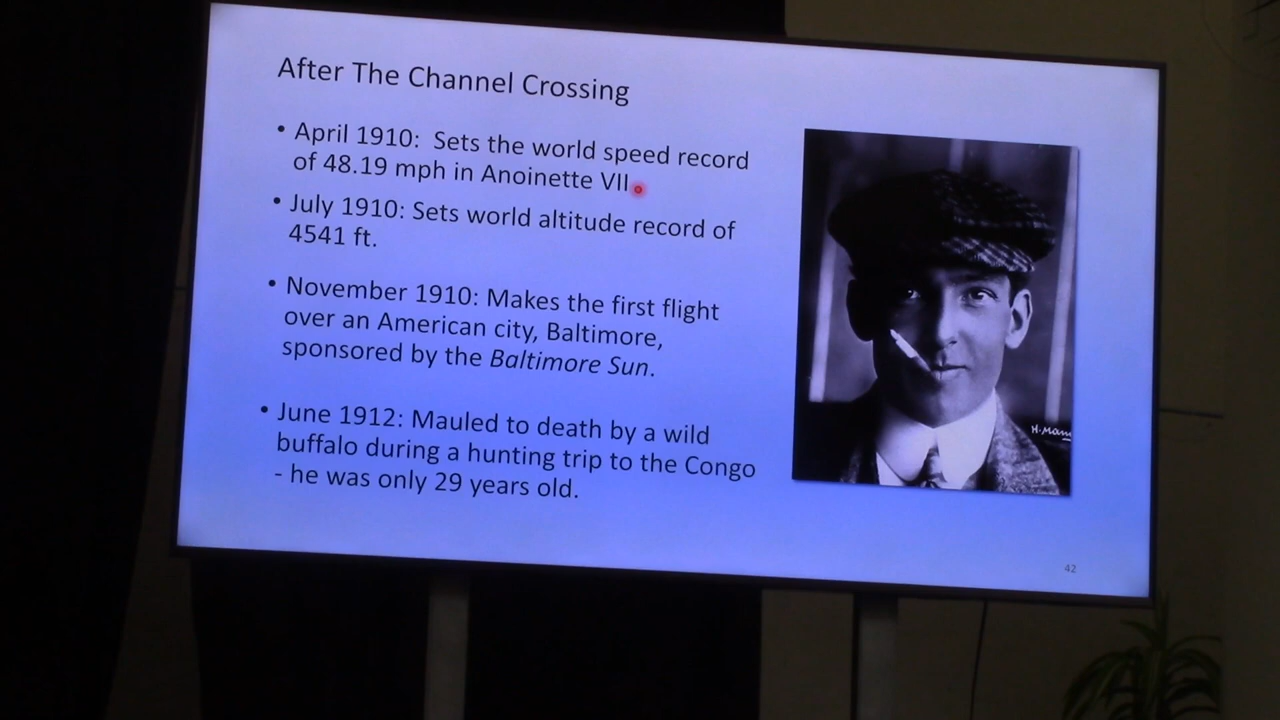 After The Channel Crossing
• April 1910:  Sets the world speed record
of 48.19 mph in Anoinette VII
• July 1910: Sets world altitude record of
4541 ft.
• November 1910: Makes the first flight
over an American city, Baltimore,
sponsored by the Baltimore Sun.
• June 1912: Mauled to death by a wild
buffalo during a hunting trip to the Congo
- he was only 29 years old.
42